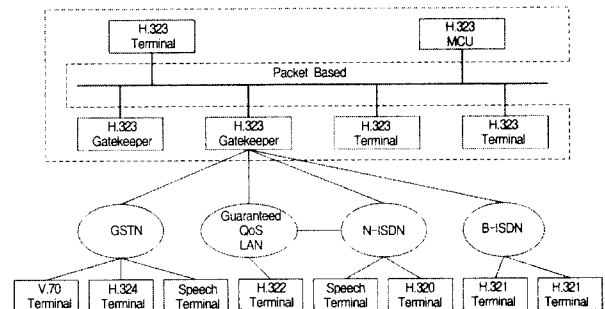 H.323
Terminal
H.323
MCU
Packet Based
H.323
Gatekeeper
H.323
Gatekeeper
H.323
Terminal
H.323
Terminal
GSTN
Guaranteed
QoS
LAN
N-ISDN
B-ISDN
V.70
Terminal
H.324
Terminal
Speech
Terminal
H.322
Terminal
Speech
Terminal
H.320
Terminal
H.321
Terminal
H.321
Terminal